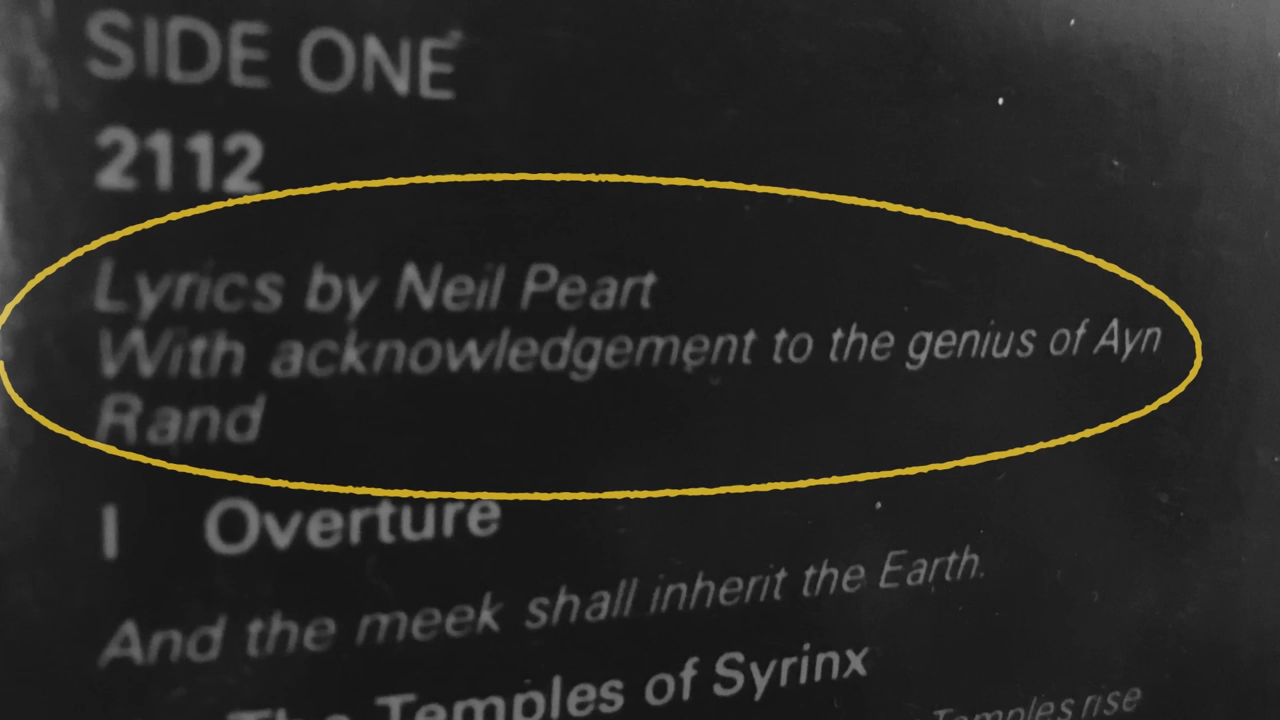 SIDE ONE
2112
Lyrics by Neil Peart
With acknowledgement to the genius of Ayn
Rand
I Overture
And the meek shall inherit the Earth.
The Temples of Syrinx
Temples rise